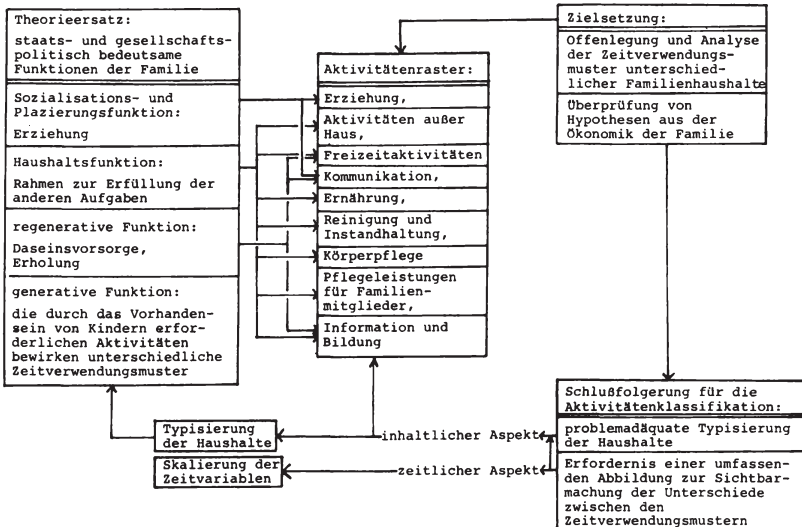 Theorieersatz:
staats- und gesellschafts-
politisch bedeutsame
Funktionen der Familie
Sozialisations- und
Plazierungsfunktion:
Erziehung
Haushaltsfunktion:
Rahmen zur Erfüllung der
anderen Aufgaben
regenerative Funktion:
Daseinsvorsorge,
Erholung
generative Funktion:
die durch das Vorhanden-
sein von Kindern erfor-
derlichen Aktivitäten
bewirken unterschiedliche
Zeitverwendungsmuster
Aktivitätenraster:
Erziehung,
Aktivitäten außer
Haus,
Freizeitaktivitäten
Kommunikation,
Ernährung,
Reinigung und
Instandhaltung,
Körperpflege
Pflegeleistungen
für Familien-
mitglieder,
Information und
Bildung
Zielsetzung:
Offenlegung und Analyse
der Zeitverwendungs-
muster unterschied-
licher Familienhaushalte
Überprüfung von
Hypothesen aus der
Ökonomik der Familie
Typisierung
der Haushalte
inhaltlicher Aspekt
Skalierung der
Zeitvariablen
zeitlicher Aspekt
Schlußfolgerung für die
Aktivitätenklassifikation:
problemadäquate Typisierung
der Haushalte
Erfordernis einer umfassen-
den Abbildung zur Sichtbar-
machung der Unterschiede
zwischen den
Zeitverwendungsmustern